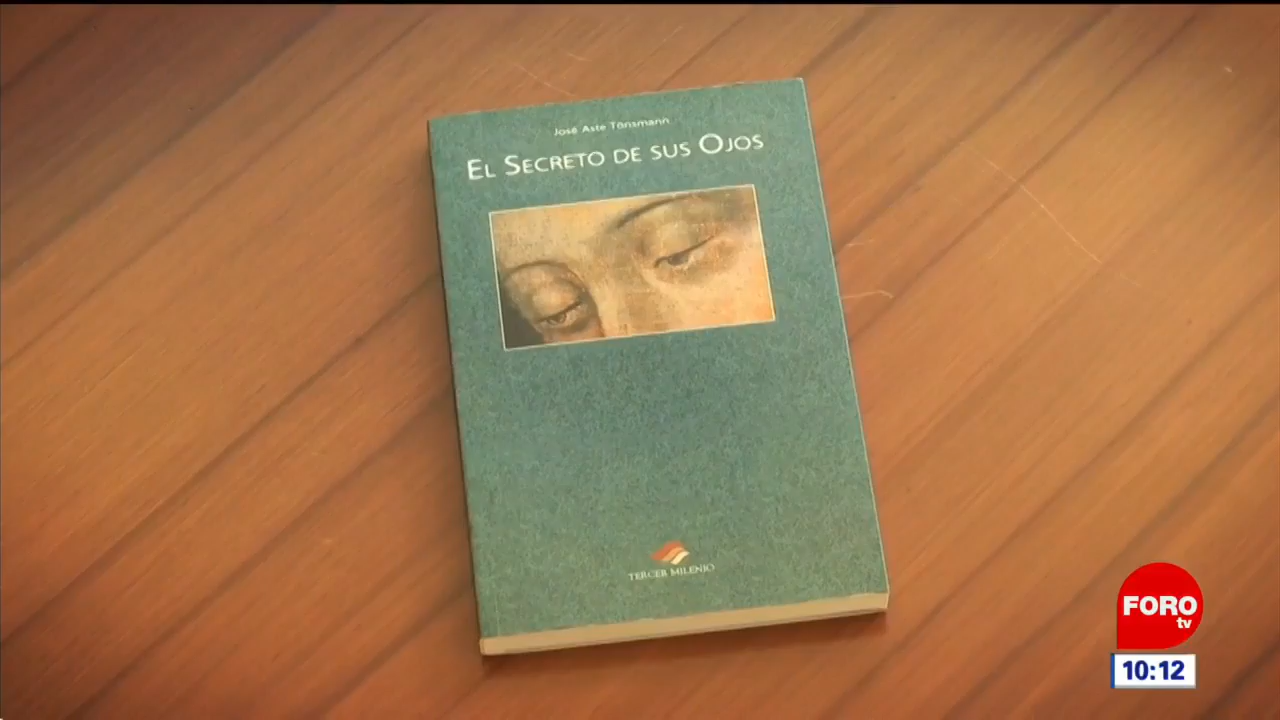 José Aste Tönsmann
EL SECRETO DE SUS OJOS
TERCER MILENIO
FORO
tv
10:12